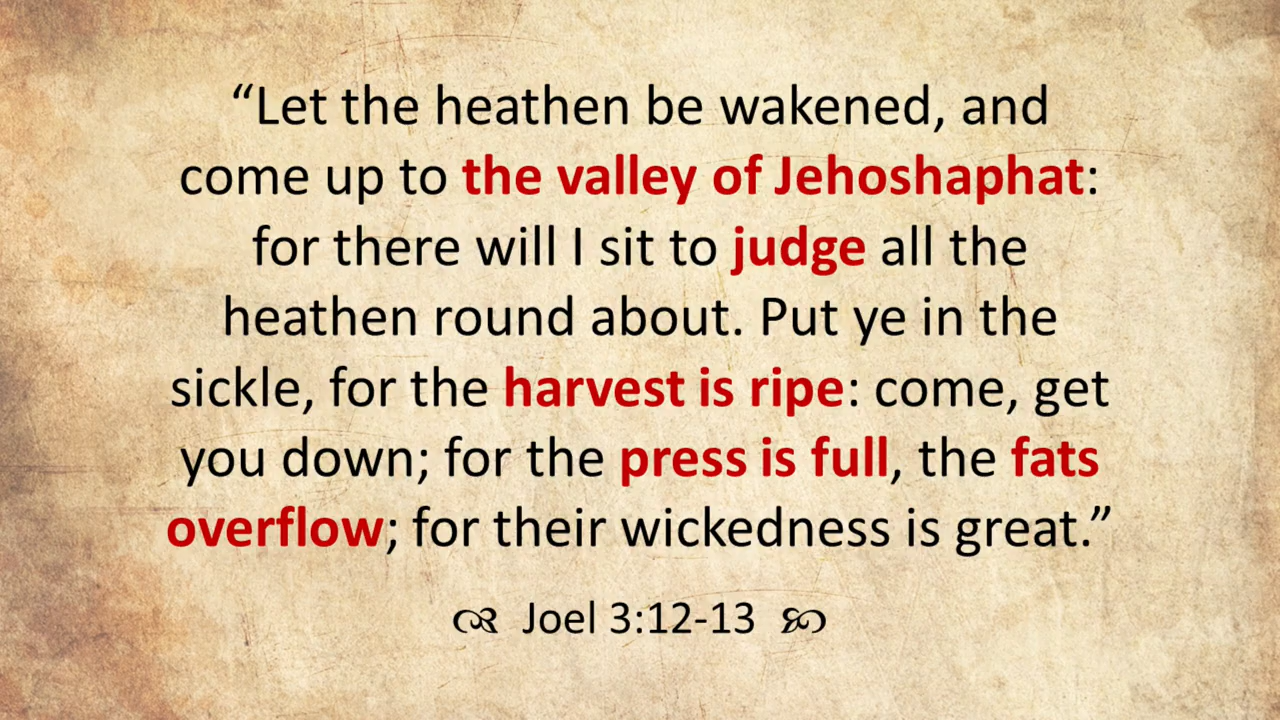 “Let the heathen be wakened, and
come up to the valley of Jehoshaphat:
for there will I sit to judge all the
heathen round about. Put ye in the
sickle, for the harvest is ripe: come, get
you down; for the press is full, the fats
overflow; for their wickedness is great.”
Joel 3:12-13